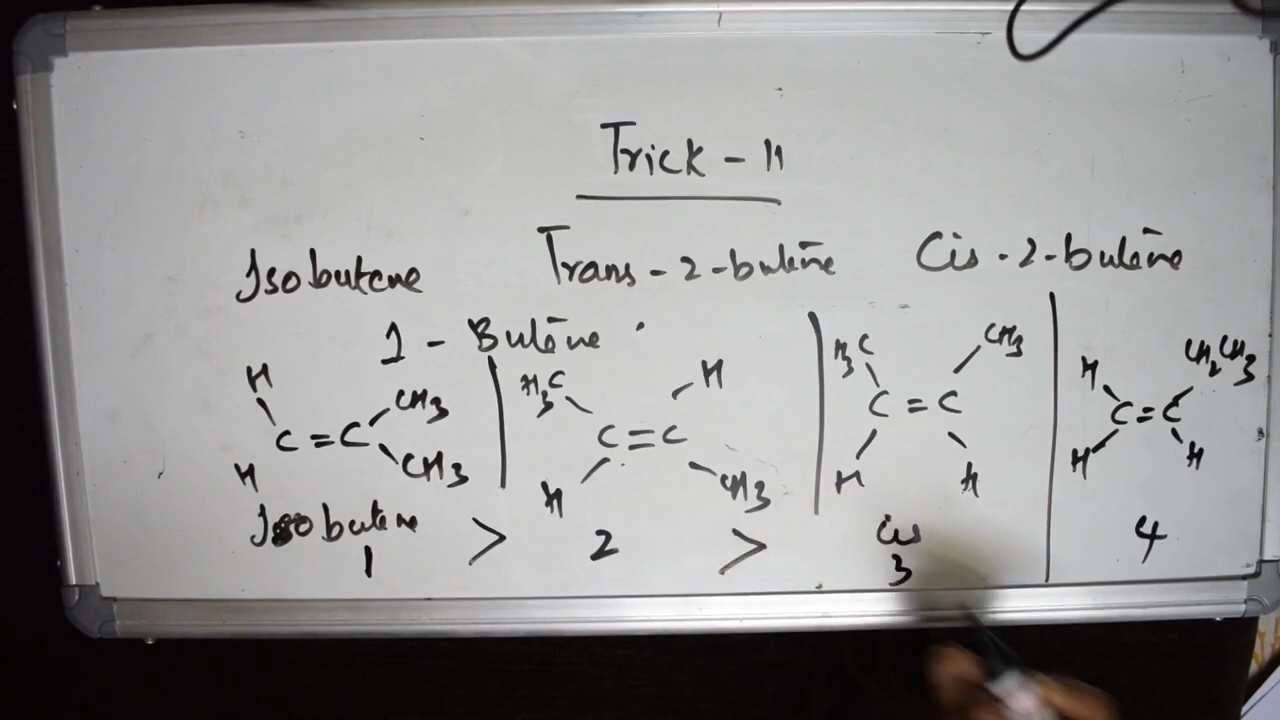 Trick - 11
Isobutene Trans-2-butene Cis-2-butene
1 - Butene
H H3C H H3C CH3 H CH2CH3
C=C CH3 C=C C=C C=C
H CH3 H CH3 H H H H
Isobutene > 2 > cis 4
1 3